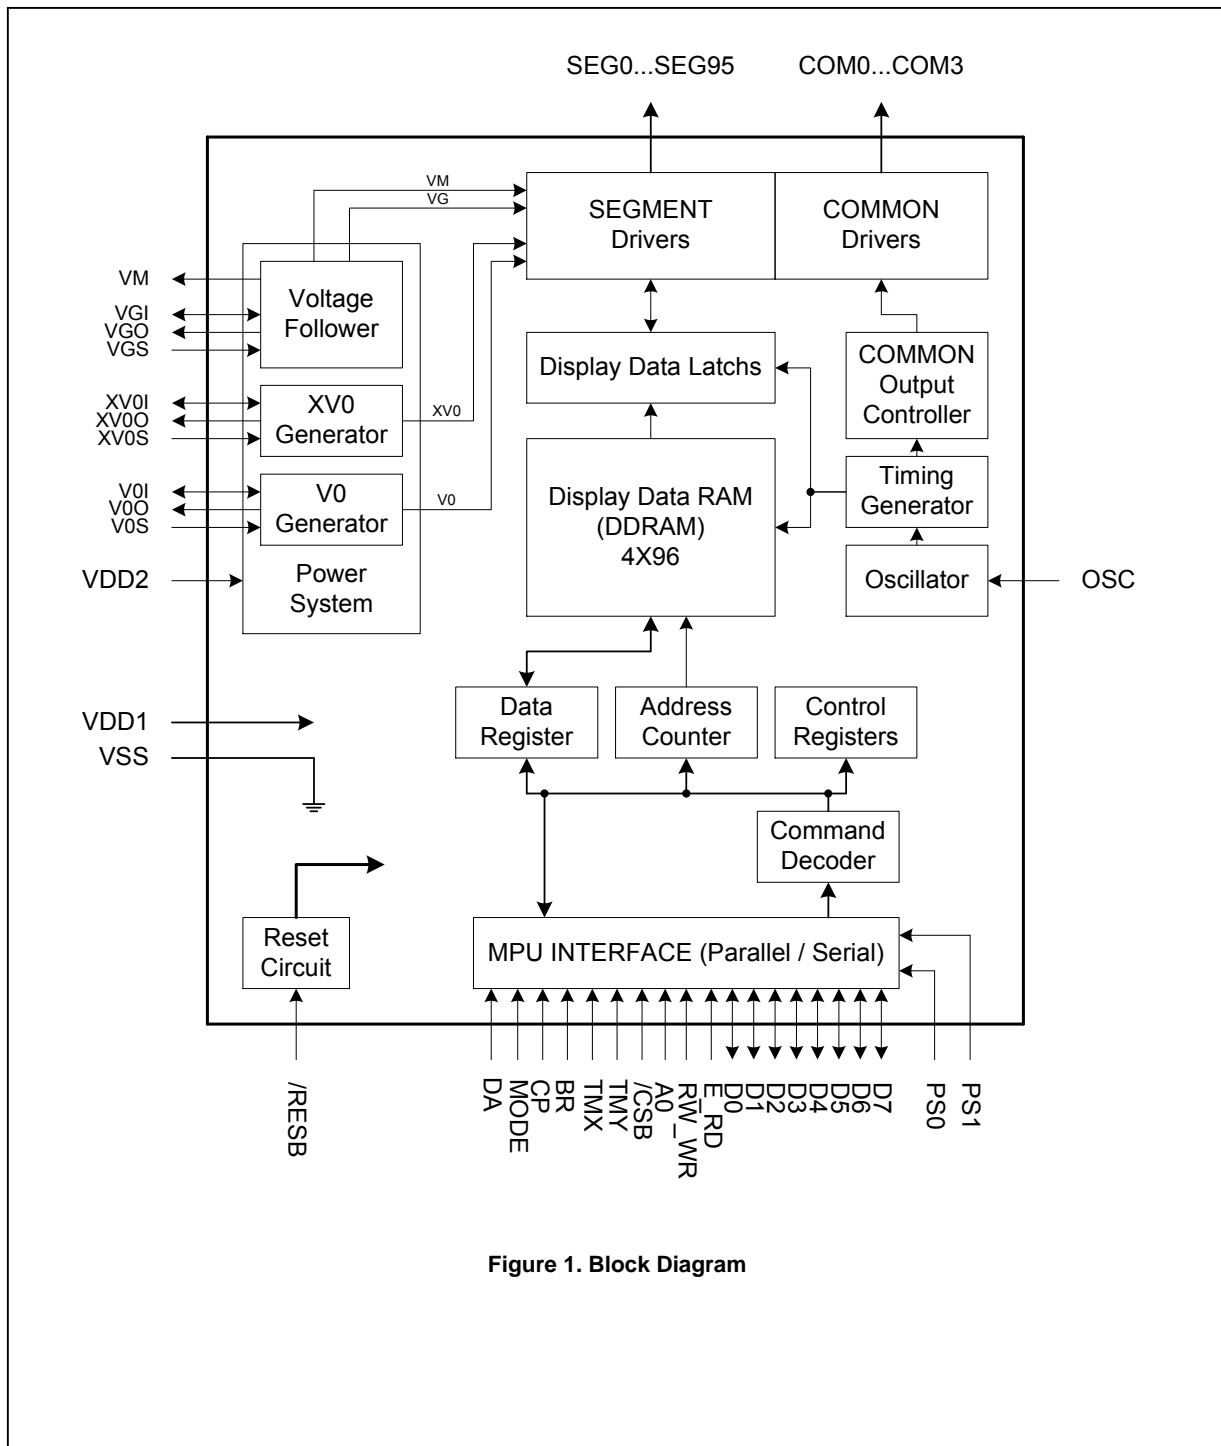 SEG0...SEG95
COM0...COM3
VM
VG
SEGMENT
Drivers
COMMON
Drivers
VM
VGI
VGO
VGS
Voltage
Follower
Display Data Latchs
COMMON
Output
Controller
XV0I
XV0O
XV0S
XV0
Generator
XV0
V0I
V0O
V0S
V0
Generator
V0
Display Data RAM
(DDRAM)
4X96
Timing
Generator
VDD2
Power
System
Oscillator
OSC
VDD1
VSS
Data
Register
Address
Counter
Control
Registers
Command
Decoder
Reset
Circuit
MPU INTERFACE (Parallel / Serial)
/RESB
DA
MODE
CP
BR
TMX
TMY
/CSB
A0
RW_WR
E_RD
D0
D1
D2
D3
D4
D5
D6
D7
PS0
PS1
Figure 1. Block Diagram